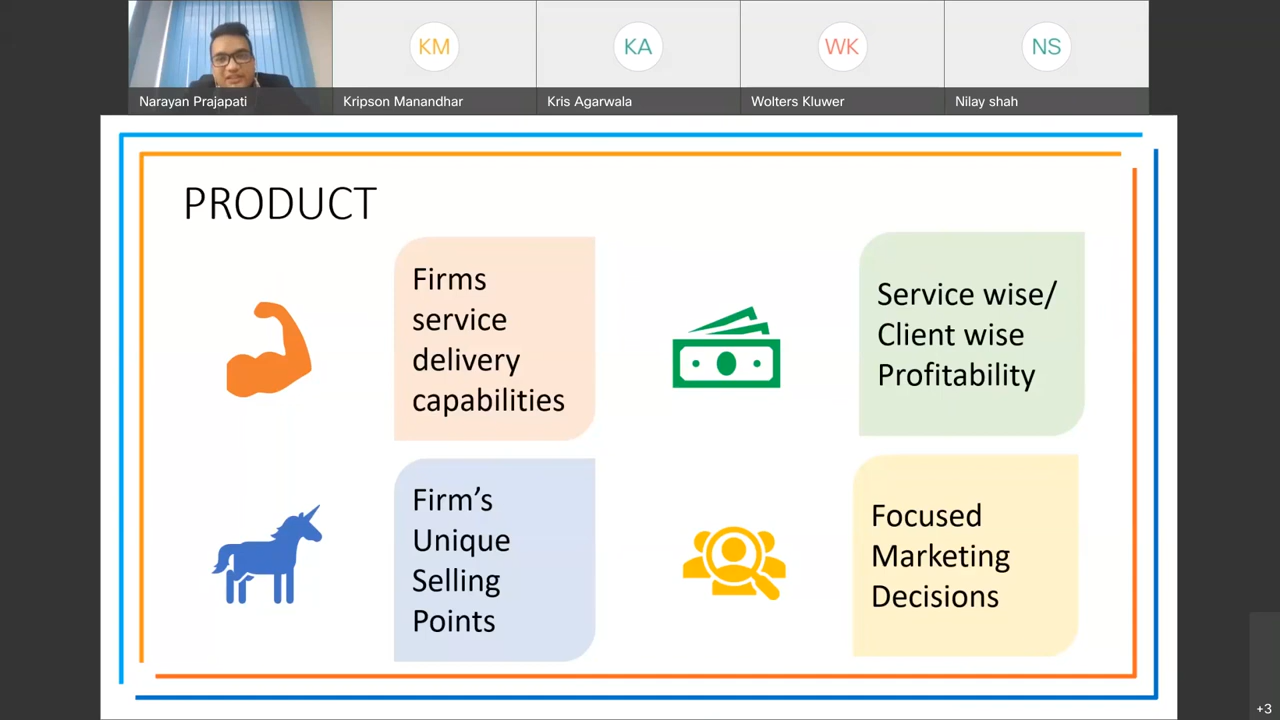 KM
KA
WK
NS
Narayan Prajapati
Kripson Manandhar
Kris Agarwala
Wolters Kluwer
Nilay shah
PRODUCT
Firms
service
delivery
capabilities
Service wise/
Client wise
Profitability
Firm’s
Unique
Selling
Points
Focused
Marketing
Decisions
+3